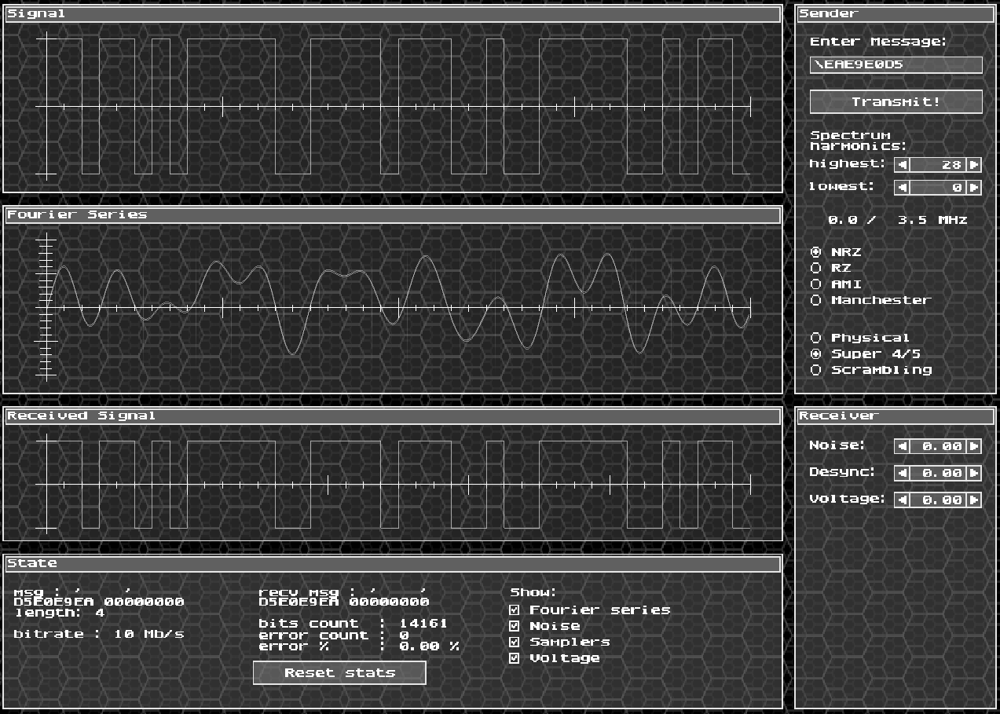 Signal
Sender
Enter Message:
\EAE9E0D5
Transmit!
Spectrum
harmonics:
highest: 28
lowest: 0
0.0 / 3.5 MHz
NRZ
RZ
AMI
Manchester
Physical
Super 4/5
Scrambling
Fourier Series
Received Signal
Receiver
Noise: 0.00
Desync: 0.00
Voltage: 0.00
State
msg : ' '
D5E0E9EA 00000000
length: 4
bitrate : 10 Mb/s
recv msg : ' '
D5E0E9EA 00000000
bits count : 14161
error count : 0
error % : 0.00 %
Reset stats
Show:
Fourier series
Noise
Samplers
Voltage